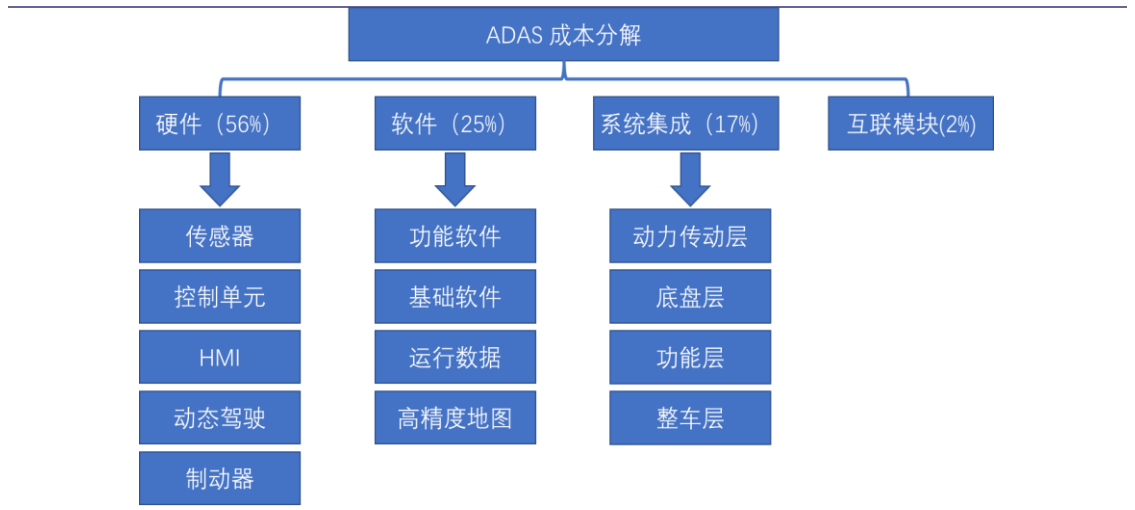 ADAS 成本分解
硬件（56%）
软件（25%）
系统集成（17%）
互联模块(2%)
传感器
功能软件
动力传动层
控制单元
基础软件
底盘层
HMI
运行数据
功能层
动态驾驶
高精度地图
整车层
制动器